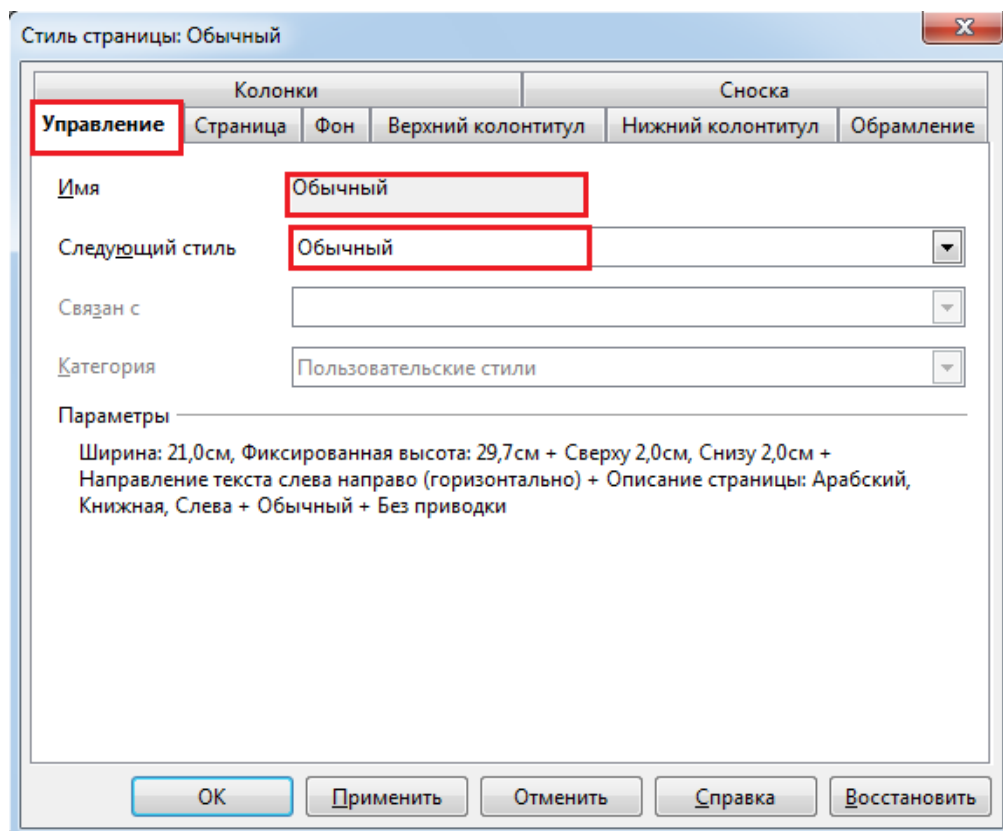 Стиль страницы: Обычный
Колонки Сноска
Управление Страница Фон Верхний колонтитул Нижний колонтитул Обрамление
Имя Обычный
Следующий стиль Обычный
Связан с
Категория Пользовательские стили
Параметры
Ширина: 21,0см, Фиксированная высота: 29,7см + Сверху 2,0см, Снизу 2,0см +
Направление текста слева направо (горизонтально) + Описание страницы: Арабский,
Книжная, Слева + Обычный + Без приводки
ОК Применить Отменить Справка Восстановить